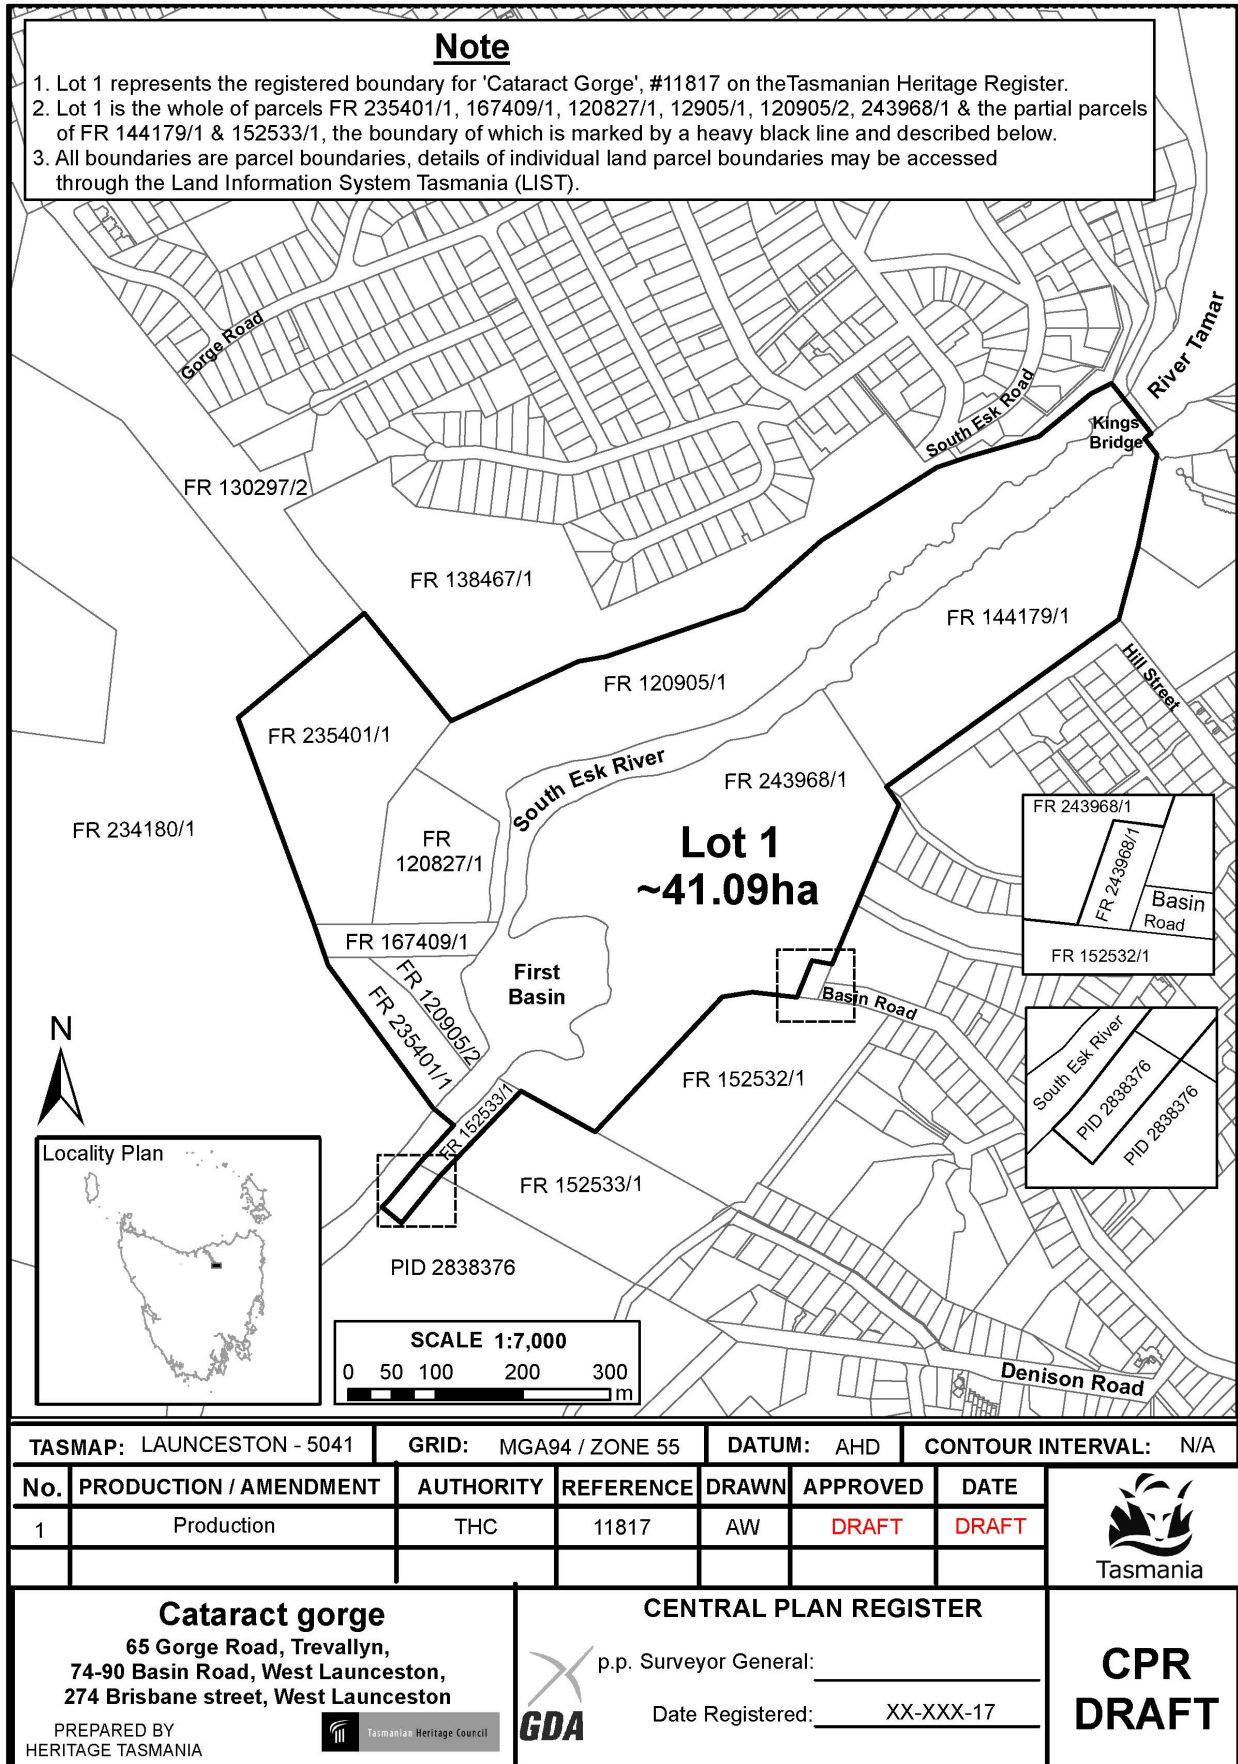 Note
1. Lot 1 represents the registered boundary for 'Cataract Gorge', #11817 on theTasmanian Heritage Register.
2. Lot 1 is the whole of parcels FR 235401/1, 167409/1, 120827/1, 12905/1, 120905/2, 243968/1 & the partial parcels
of FR 144179/1 & 152533/1, the boundary of which is marked by a heavy black line and described below.
3. All boundaries are parcel boundaries, details of individual land parcel boundaries may be accessed
through the Land Information System Tasmania (LIST).
River Tamar
Gorge Road
South Esk Road
Kings
Bridge
FR 130297/2
FR 138467/1
FR 144179/1
Hill Street
FR 120905/1
FR 235401/1
South Esk River
FR 243968/1
FR 234180/1
FR
120827/1
Lot 1
~41.09ha
FR 243968/1
FR 243968/1
Basin
Road
FR 152532/1
FR 167409/1
First
Basin
FR 120905/2
FR 235401/1
Basin Road
South Esk River
PID 2838376
PID 2838376
FR 152532/1
N
FR 152533/1
Locality Plan
FR 152533/1
PID 2838376
SCALE 1:7,000
0 50 100 200 300
m
Denison Road
TASMAP: LAUNCESTON - 5041 GRID: MGA94 / ZONE 55 DATUM: AHD CONTOUR INTERVAL: N/A
No. PRODUCTION / AMENDMENT AUTHORITY REFERENCE DRAWN APPROVED DATE
1 Production THC 11817 AW DRAFT DRAFT
Tasmania
Cataract gorge
65 Gorge Road, Trevallyn,
74-90 Basin Road, West Launceston,
274 Brisbane street, West Launceston
PREPARED BY
HERITAGE TASMANIA
Tasmanian Heritage Council
GDA
CENTRAL PLAN REGISTER
p.p. Surveyor General:
Date Registered: XX-XXX-17
CPR
DRAFT